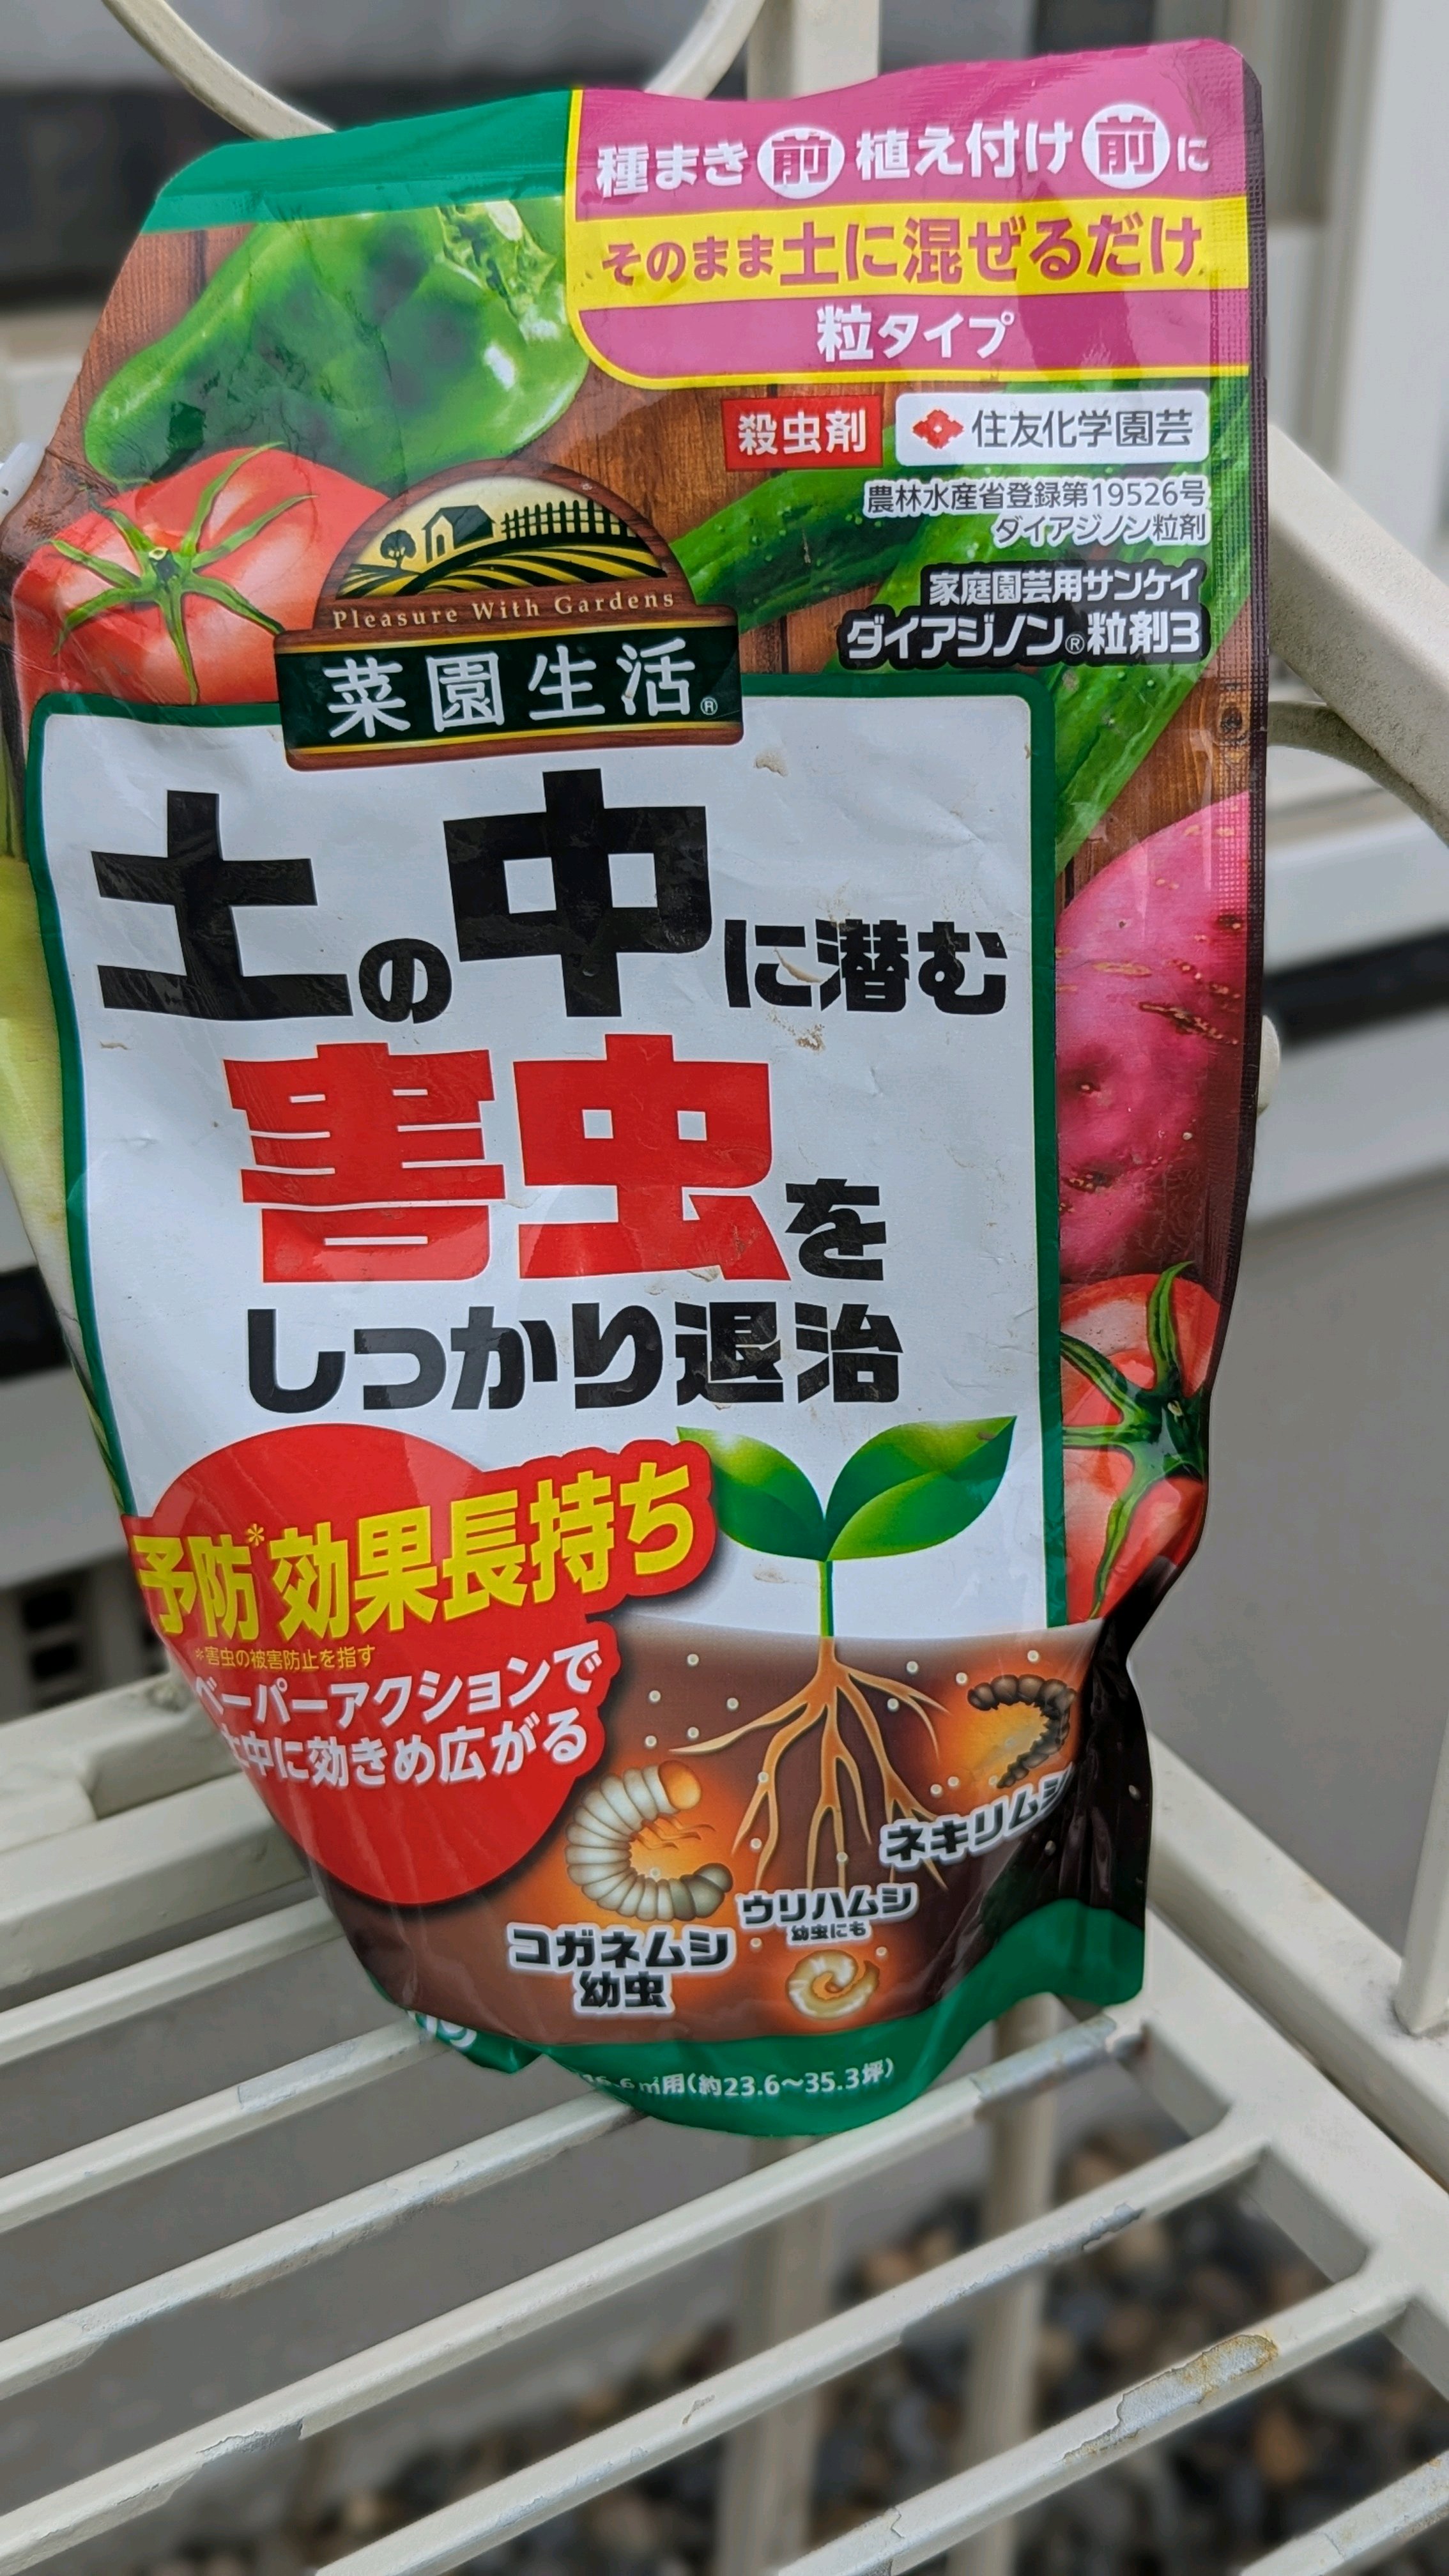 種まき前植え付け前に
そのまま土に混ぜるだけ
粒タイプ
殺虫剤
住友化学園芸
農林水産省登録第19526号
ダイアジノン粒剤
家庭園芸用サンケイ
ダイアジノン®粒剤3
Pleasure With Gardens
菜園生活®
土の中に潜む
害虫を
しっかり退治
予防*効果長持ち
*害虫の被害防止を指す
ベーパーアクションで
土中に効きめ広がる
ネキリムシ
ウリハムシ
幼虫にも
コガネムシ
幼虫
㎡用(約23.6〜35.3坪)